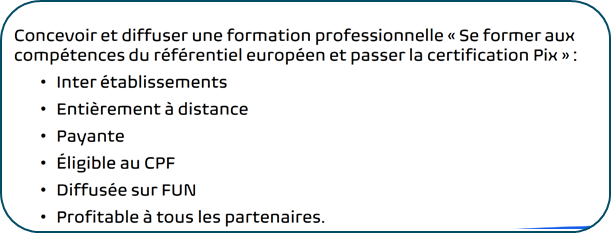 Concevoir et diffuser une formation professionnelle « Se former aux
compétences du référentiel européen et passer la certification Pix » :
• Inter établissements
• Entièrement à distance
• Payante
• Éligible au CPF
• Diffusée sur FUN
• Profitable à tous les partenaires.